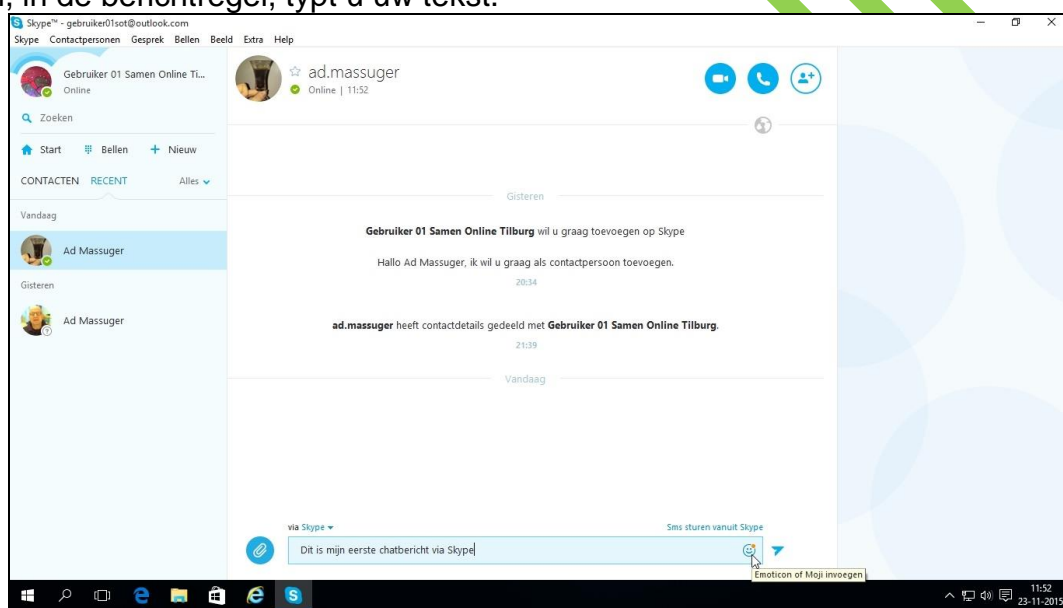 in de berichtregel, typt u uw tekst.
Skype™ - gebruiker01sot@outlook.com
Skype Contactpersonen Gesprek Bellen Beeld Extra Help
Gebruiker 01 Samen Online Ti...
Online
Zoeken
Start Bellen + Nieuw
CONTACTEN RECENT Alles
Vandaag
Ad Massuger
Gisteren
Ad Massuger
ad.massuger
Online | 11:52
Gisteren
Gebruiker 01 Samen Online Tilburg wil u graag toevoegen op Skype
Hallo Ad Massuger, ik wil u graag als contactpersoon toevoegen.
20:34
ad.massuger heeft contactdetails gedeeld met Gebruiker 01 Samen Online Tilburg.
21:39
Vandaag
via Skype
Sms sturen vanuit Skype
Dit is mijn eerste chatbericht via Skype
Emoticon of Moji invoegen
11:52
23-11-2015